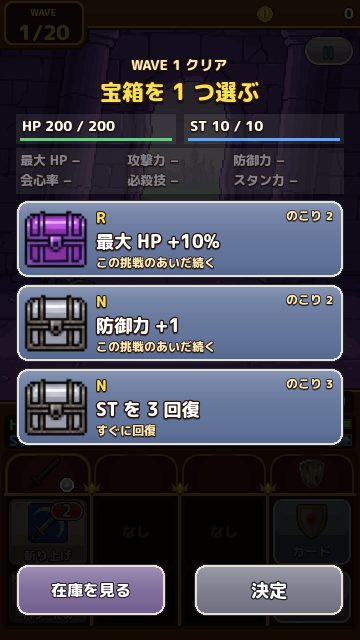 WAVE
1/20
0
WAVE 1 クリア
宝箱を 1 つ選ぶ
HP 200 / 200
ST 10 / 10
最大 HP –
攻撃力 –
防御力 –
会心率 –
必殺技 –
スタン力 –
R
のこり 2
最大 HP +10%
この挑戦のあいだ続く
N
のこり 2
防御力 +1
この挑戦のあいだ続く
N
のこり 3
ST を 3 回復
すぐに回復
2
斬り上げ
なし
なし
ガード
在庫を見る
決定